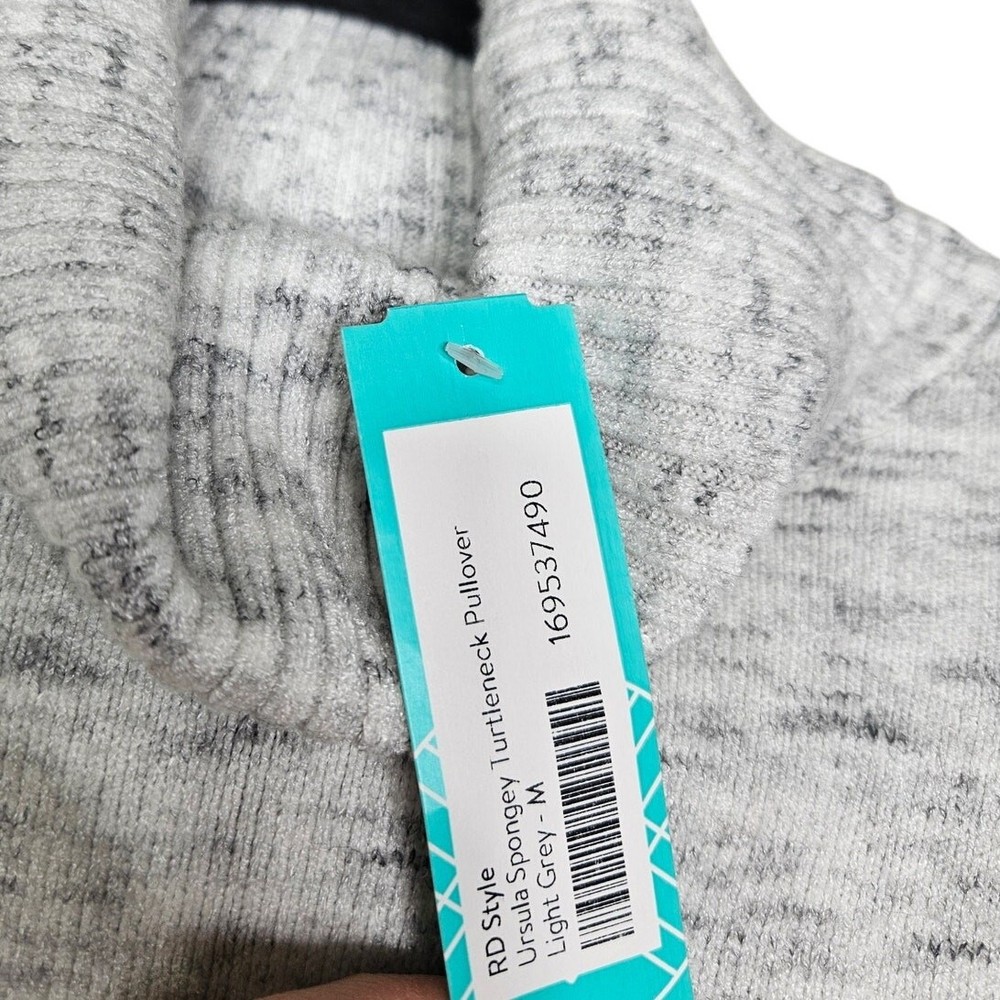 RD Style
Ursula Spongey Turtleneck Pullover
Light Grey - M
169537490